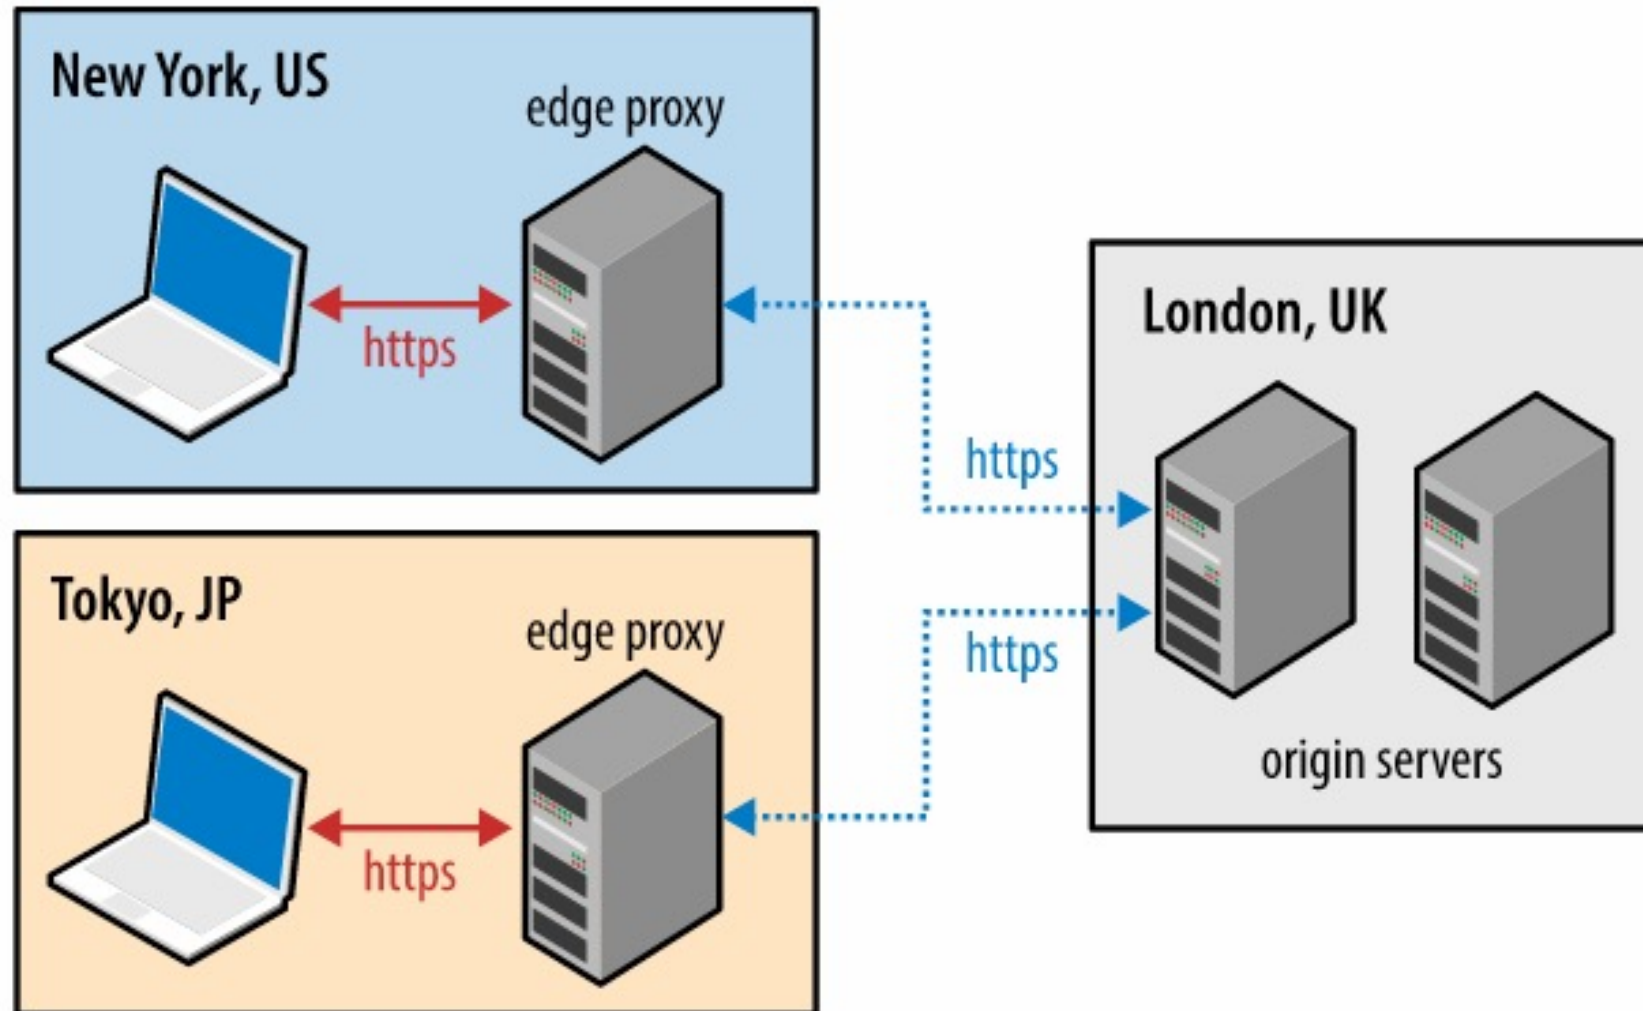 New York, US
edge proxy
https
https
London, UK
origin servers
Tokyo, JP
edge proxy
https
https